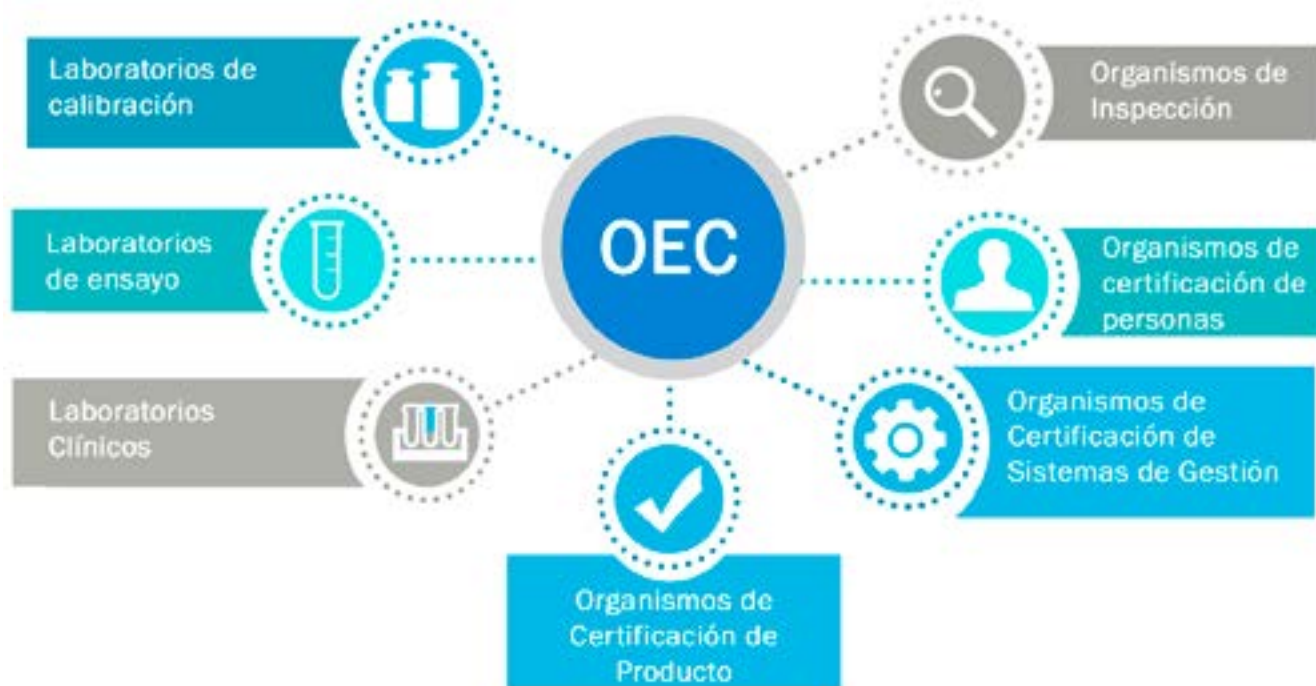 Laboratorios de
calibración
Laboratorios
de ensayo
Laboratorios
Clínicos
OEC
Organismos de
Inspección
Organismos de
certificación de
personas
Organismos de
Certificación de
Sistemas de Gestión
Organismos de
Certificación de
Producto